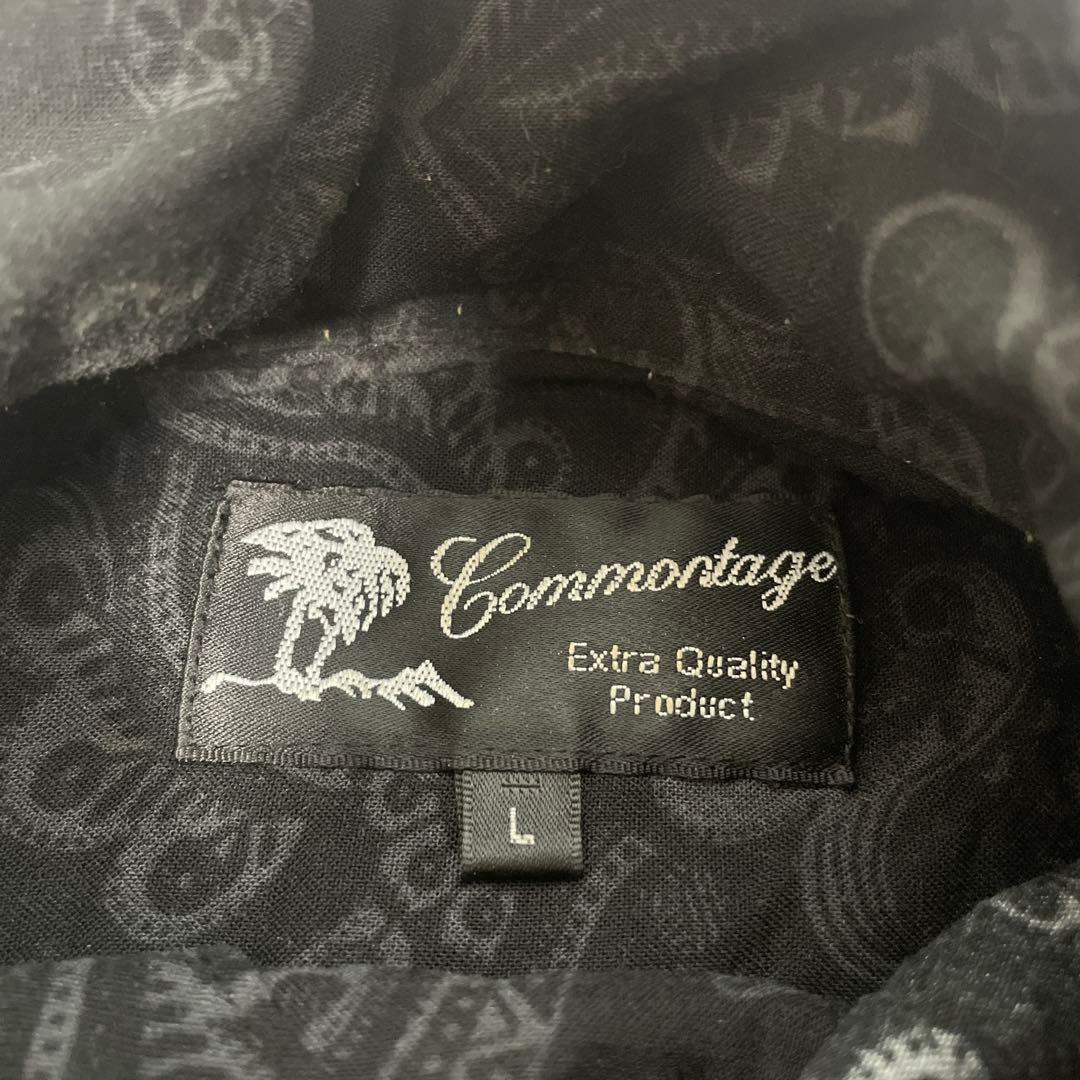 Commontage
Extra Quality
Product
L